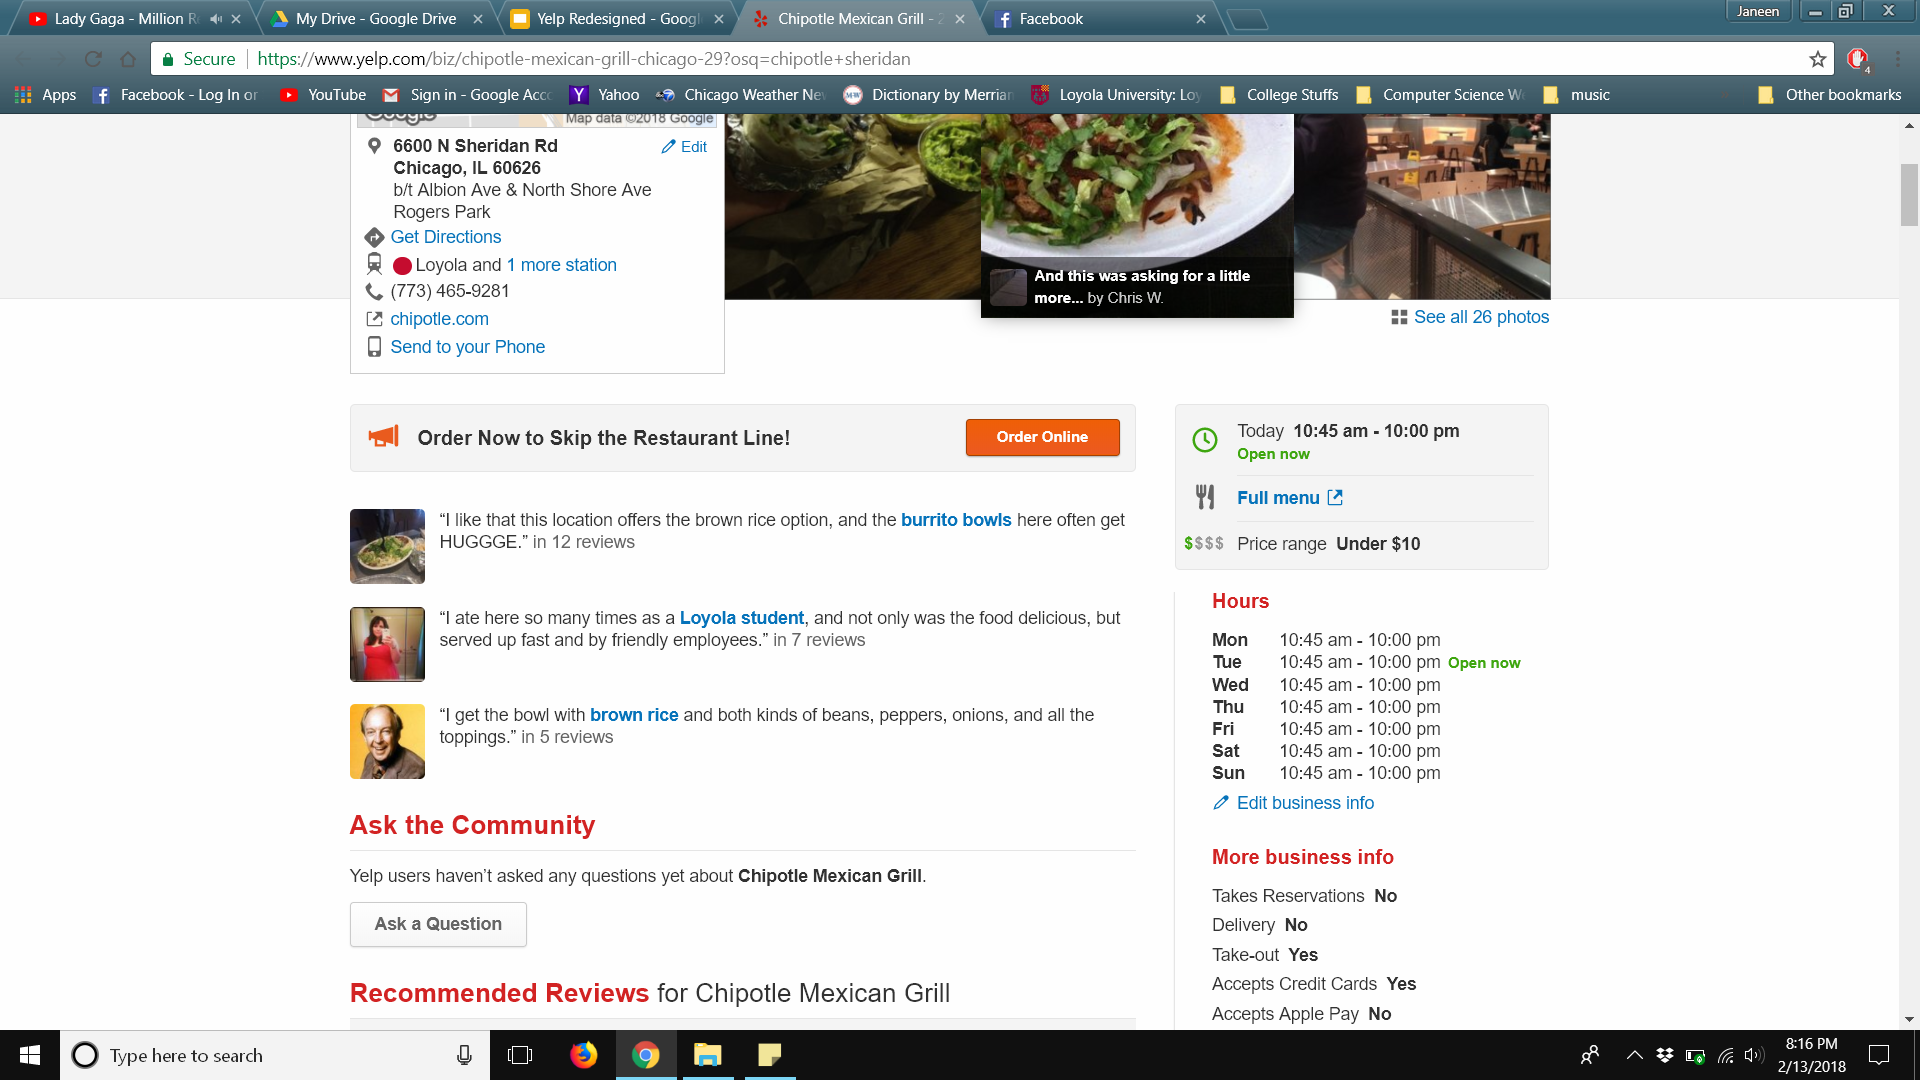 Lady Gaga - Million R
My Drive - Google Drive
Yelp Redesigned - Googl
Chipotle Mexican Grill - 2
Facebook
Janeen
Secure
https://www.yelp.com/biz/chipotle-mexican-grill-chicago-29?osq=chipotle+sheridan
4
Apps
Facebook - Log In or
YouTube
Sign in - Google Acc
Yahoo
Chicago Weather Ne
Dictionary by Merriam
Loyola University: Loy
College Stuffs
Computer Science W
music
Other bookmarks
Google
Map data ©2018 Google
6600 N Sheridan Rd
Edit
Chicago, IL 60626
b/t Albion Ave & North Shore Ave
Rogers Park
Get Directions
Loyola and 1 more station
(773) 465-9281
chipotle.com
Send to your Phone
And this was asking for a little
more... by Chris W.
See all 26 photos
Order Now to Skip the Restaurant Line!
Order Online
“I like that this location offers the brown rice option, and the burrito bowls here often get
HUGGGE.” in 12 reviews
“I ate here so many times as a Loyola student, and not only was the food delicious, but
served up fast and by friendly employees.” in 7 reviews
“I get the bowl with brown rice and both kinds of beans, peppers, onions, and all the
toppings.” in 5 reviews
Ask the Community
Yelp users haven’t asked any questions yet about Chipotle Mexican Grill.
Ask a Question
Recommended Reviews for Chipotle Mexican Grill
Today 10:45 am - 10:00 pm
Open now
Full menu
$$$$ Price range Under $10
Hours
Mon 10:45 am - 10:00 pm
Tue 10:45 am - 10:00 pm Open now
Wed 10:45 am - 10:00 pm
Thu 10:45 am - 10:00 pm
Fri 10:45 am - 10:00 pm
Sat 10:45 am - 10:00 pm
Sun 10:45 am - 10:00 pm
Edit business info
More business info
Takes Reservations No
Delivery No
Take-out Yes
Accepts Credit Cards Yes
Accepts Apple Pay No
Type here to search
8:16 PM
2/13/2018